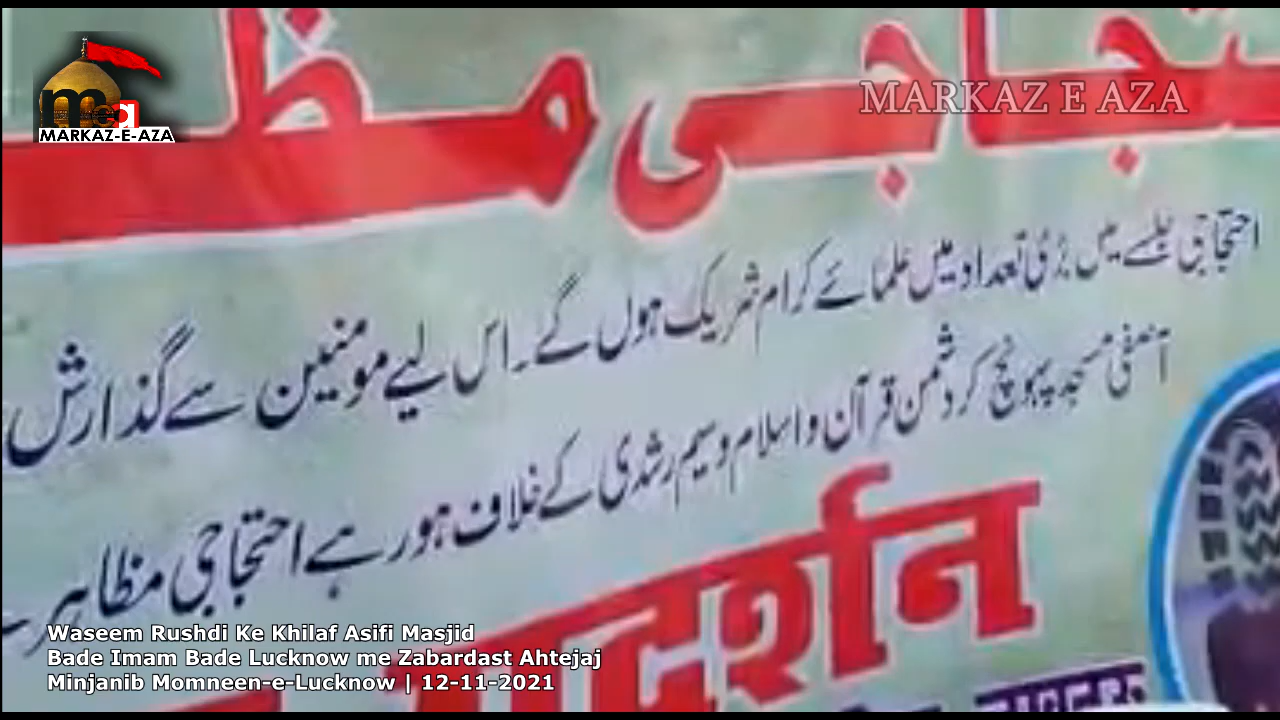 MARKAZ-E-AZA
MARKAZ E AZA
احتجاجی جلسے میں بڑی تعداد میں علمائے کرام شریک ہوں گے۔ اس لیے مومنین سے گذارش
آصفی مسجد پہونچ کر دشمن قرآن و اسلام وسیم رشدی کے خلاف ہو رہے احتجاجی مظاہر
Waseem Rushdi Ke Khilaf Asifi Masjid
Bade Imam Bade Lucknow me Zabardast Ahtejaj
Minjanib Momneen-e-Lucknow | 12-11-2021